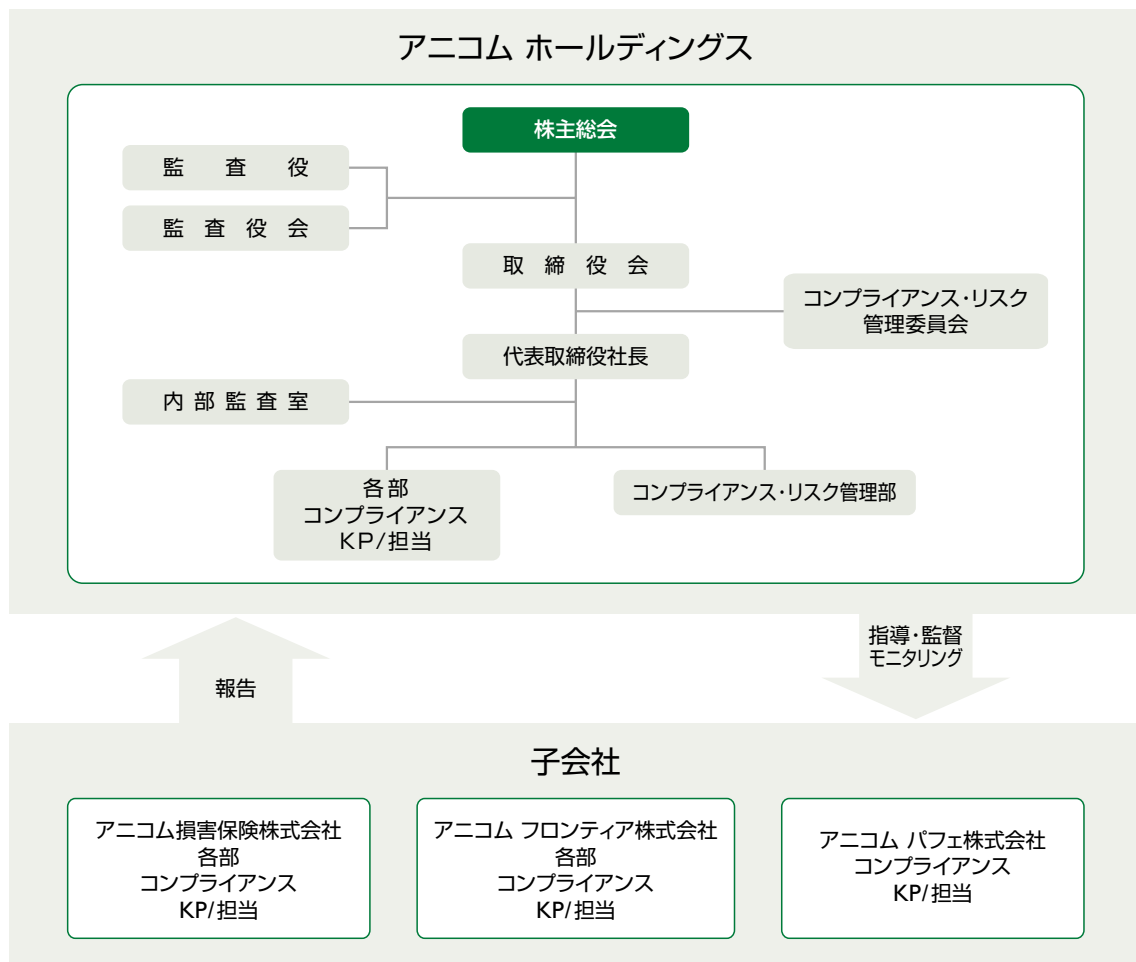 アニコム ホールディングス
株主総会
監査役
監査役会
取締役会
コンプライアンス・リスク
管理委員会
代表取締役社長
内部監査室
各部
コンプライアンス
KP/担当
コンプライアンス・リスク管理部
報告
指導・監督
モニタリング
子会社
アニコム損害保険株式会社
各部
コンプライアンス
KP/担当
アニコム フロンティア株式会社
各部
コンプライアンス
KP/担当
アニコム パフェ株式会社
コンプライアンス
KP/担当